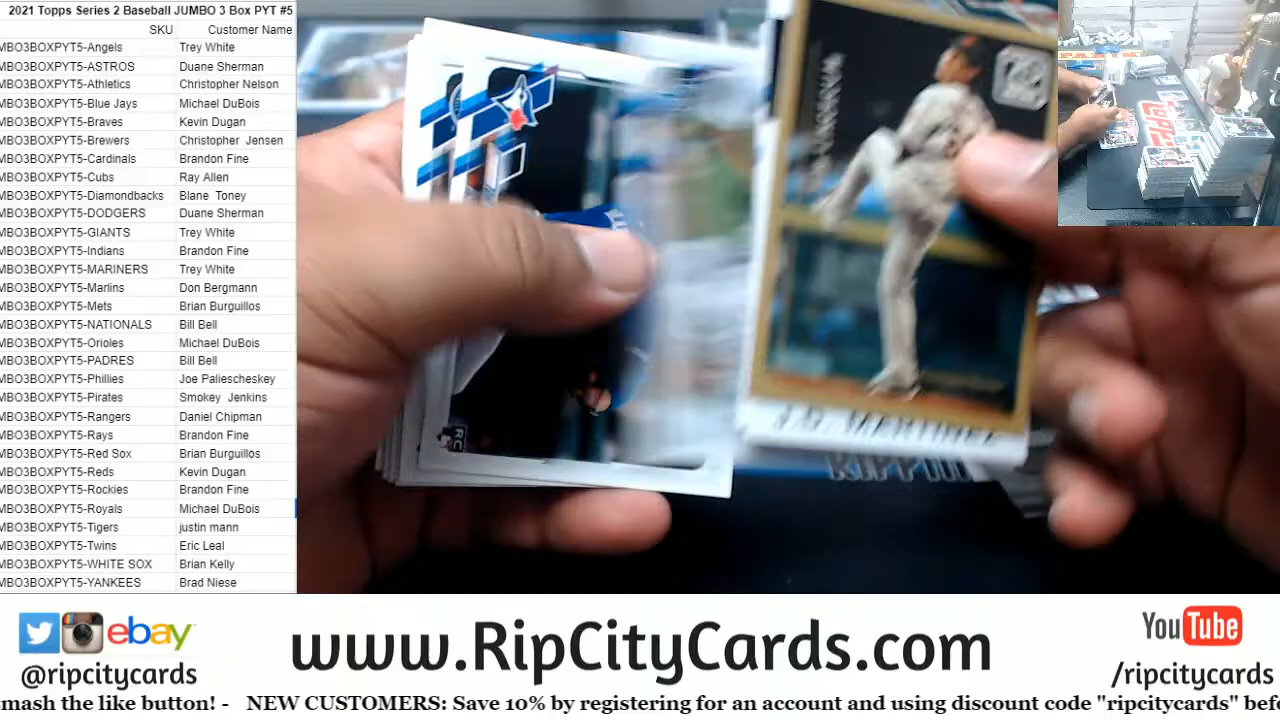 2021 Topps Series 2 Baseball JUMBO 3 Box PYT #5
SKU Customer Name
MBO3BOXPYT5-Angels Trey White
MBO3BOXPYT5-ASTROS Duane Sherman
MBO3BOXPYT5-Athletics Christopher Nelson
MBO3BOXPYT5-Blue Jays Michael DuBois
MBO3BOXPYT5-Braves Kevin Dugan
MBO3BOXPYT5-Brewers Christopher Jensen
MBO3BOXPYT5-Cardinals Brandon Fine
MBO3BOXPYT5-Cubs Ray Allen
MBO3BOXPYT5-Diamondbacks Blane Toney
MBO3BOXPYT5-DODGERS Duane Sherman
MBO3BOXPYT5-GIANTS Trey White
MBO3BOXPYT5-Indians Brandon Fine
MBO3BOXPYT5-MARINERS Trey White
MBO3BOXPYT5-Marlins Don Bergmann
MBO3BOXPYT5-Mets Brian Burguillos
MBO3BOXPYT5-NATIONALS Bill Bell
MBO3BOXPYT5-Orioles Michael DuBois
MBO3BOXPYT5-PADRES Bill Bell
MBO3BOXPYT5-Phillies Joe Paliescheskey
MBO3BOXPYT5-Pirates Smokey Jenkins
MBO3BOXPYT5-Rangers Daniel Chipman
MBO3BOXPYT5-Rays Brandon Fine
MBO3BOXPYT5-Red Sox Brian Burguillos
MBO3BOXPYT5-Reds Kevin Dugan
MBO3BOXPYT5-Rockies Brandon Fine
MBO3BOXPYT5-Royals Michael DuBois
MBO3BOXPYT5-Tigers justin mann
MBO3BOXPYT5-Twins Eric Leal
MBO3BOXPYT5-WHITE SOX Brian Kelly
MBO3BOXPYT5-YANKEES Brad Niese
topps
RC
J.D. MARTINEZ
ebay
@ripcitycards
www.RipCityCards.com
YouTube
/ripcitycards
mash the like button! - NEW CUSTOMERS: Save 10% by registering for an account and using discount code "ripcitycards" bef